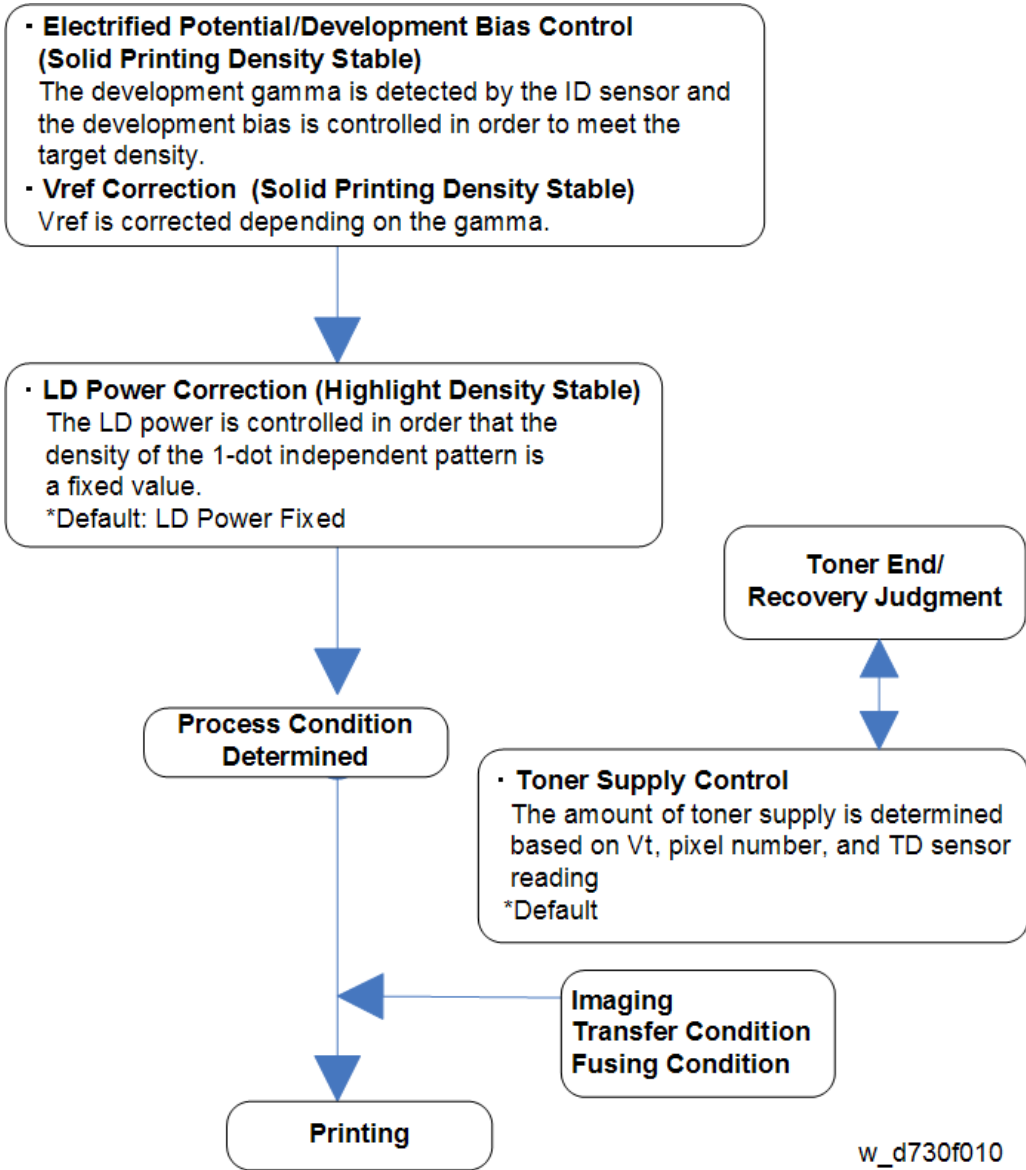 · Electrified Potential/Development Bias Control
(Solid Printing Density Stable)
The development gamma is detected by the ID sensor and
the development bias is controlled in order to meet the
target density.
· Vref Correction (Solid Printing Density Stable)
Vref is corrected depending on the gamma.
· LD Power Correction (Highlight Density Stable)
The LD power is controlled in order that the
density of the 1-dot independent pattern is
a fixed value.
*Default: LD Power Fixed
Toner End/
Recovery Judgment
Process Condition
Determined
· Toner Supply Control
The amount of toner supply is determined
based on Vt, pixel number, and TD sensor
reading
*Default
Imaging
Transfer Condition
Fusing Condition
Printing
w_d730f010